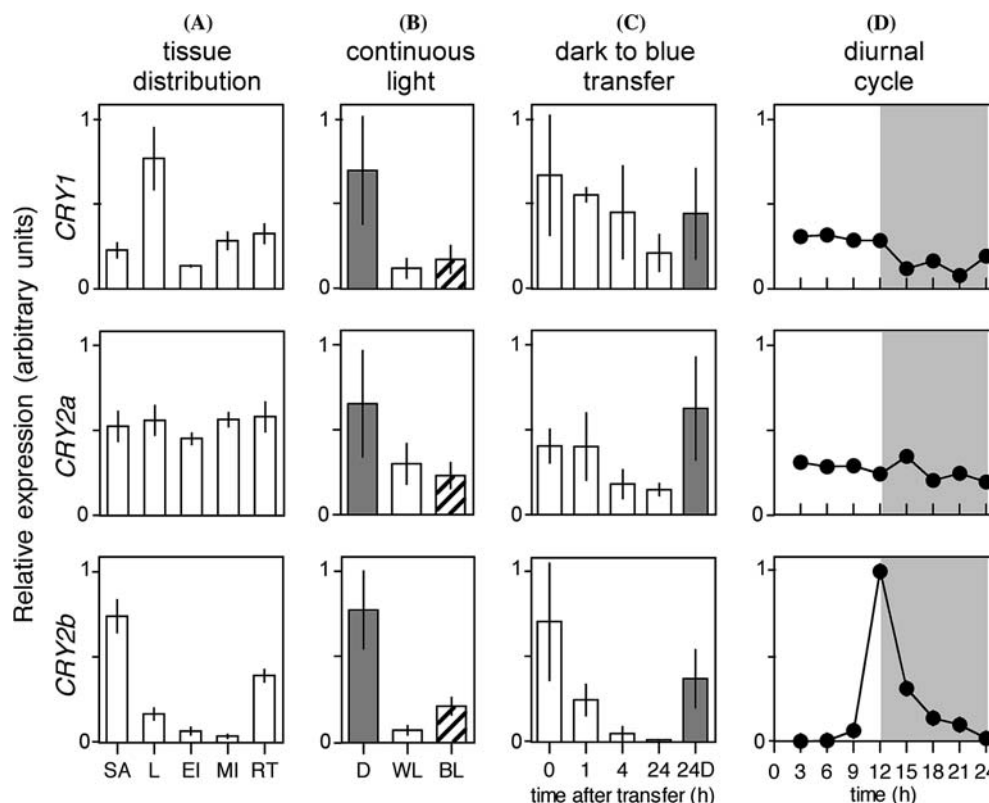 (A) (B) (C) (D)
tissue continuous dark to blue diurnal
distribution light transfer cycle
Relative expression (arbitrary units)
CRY1
1
0
1
0
1
0
1
0
CRY2a
1
0
1
0
1
0
1
0
CRY2b
1
0
1
0
1
0
1
0
SA L EI MI RT D WL BL 0 1 4 24 24D 0 3 6 9 12 15 18 21 24
time after transfer (h) time (h)